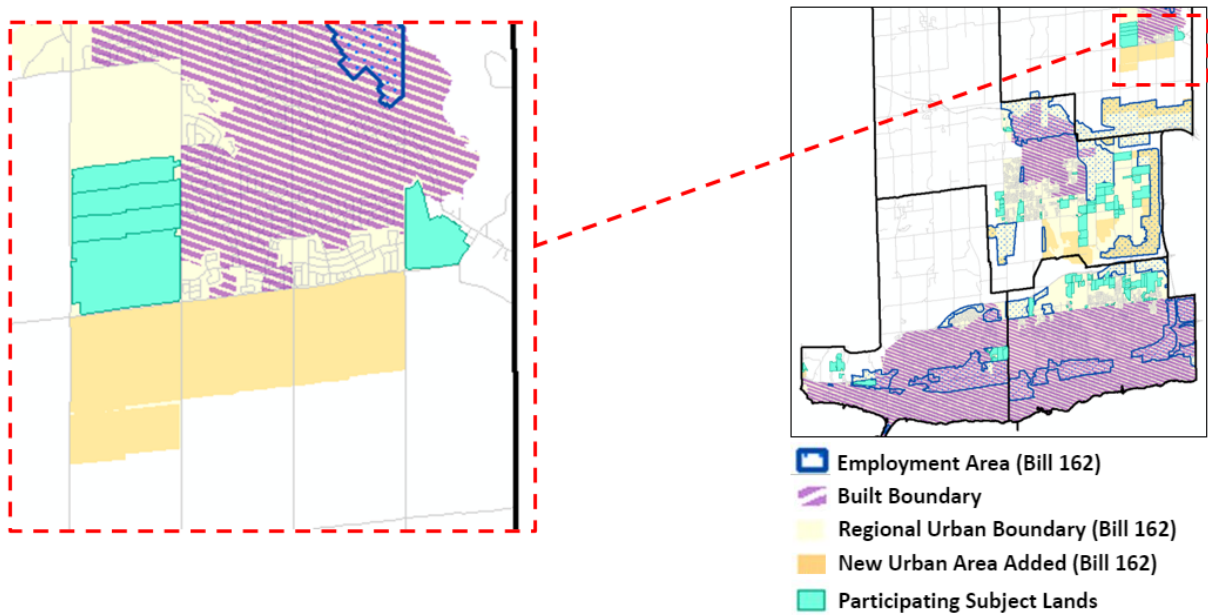 Employment Area (Bill 162)
Built Boundary
Regional Urban Boundary (Bill 162)
New Urban Area Added (Bill 162)
Participating Subject Lands